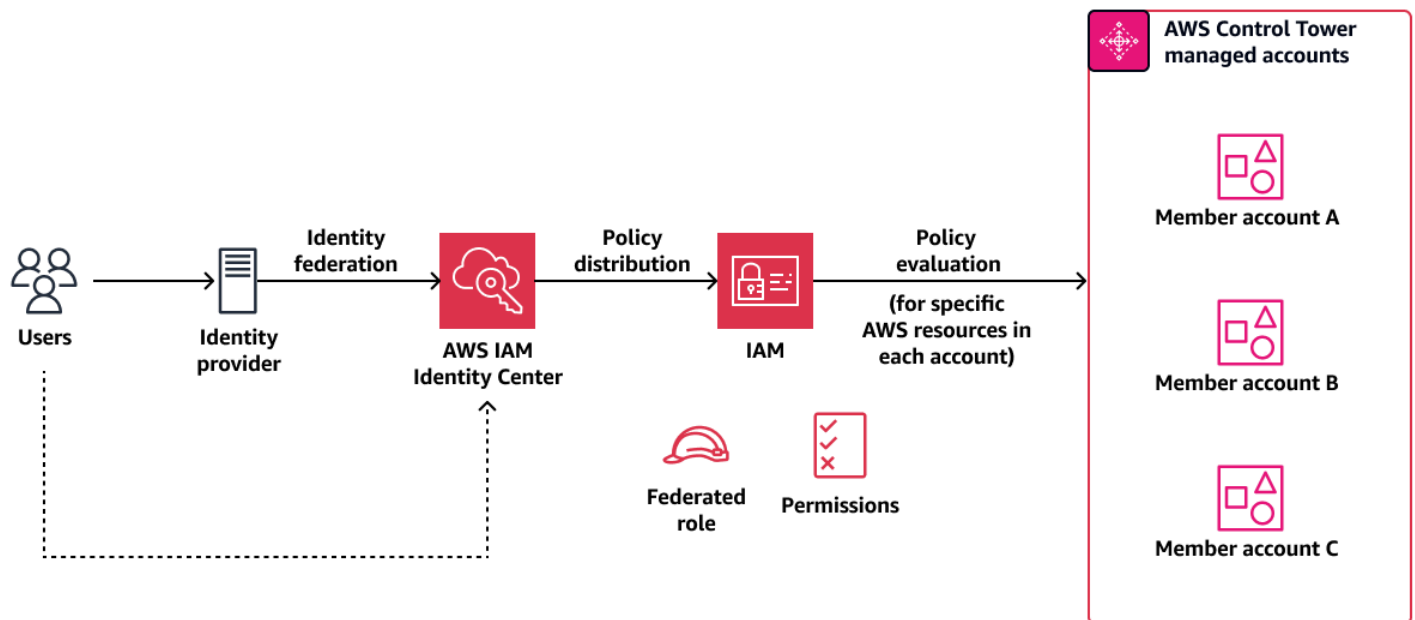 AWS Control Tower
managed accounts
Member account A
Identity
federation
Policy
distribution
Policy
evaluation
(for specific
AWS resources in
each account)
Users
Identity
provider
AWS IAM
Identity Center
IAM
Member account B
Federated
role
Permissions
Member account C